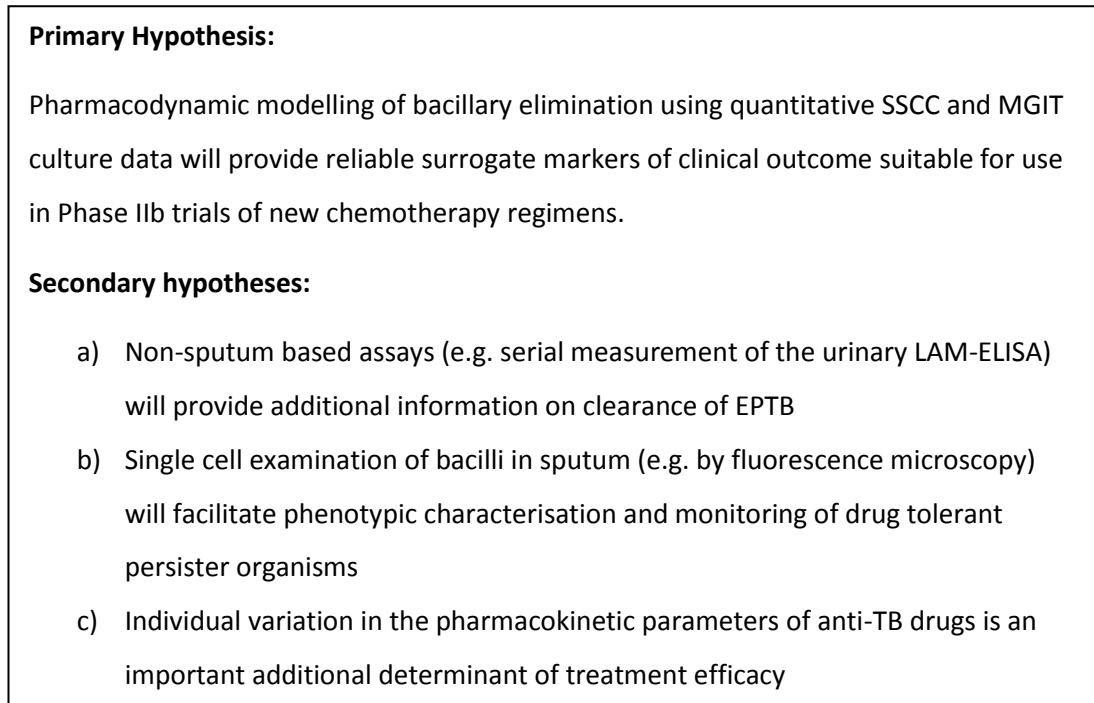 Primary Hypothesis:
Pharmacodynamic modelling of bacillary elimination using quantitative SSCC and MGIT
culture data will provide reliable surrogate markers of clinical outcome suitable for use
in Phase IIb trials of new chemotherapy regimens.
Secondary hypotheses:
a) Non-sputum based assays (e.g. serial measurement of the urinary LAM-ELISA)
will provide additional information on clearance of EPTB
b) Single cell examination of bacilli in sputum (e.g. by fluorescence microscopy)
will facilitate phenotypic characterisation and monitoring of drug tolerant
persister organisms
c) Individual variation in the pharmacokinetic parameters of anti-TB drugs is an
important additional determinant of treatment efficacy